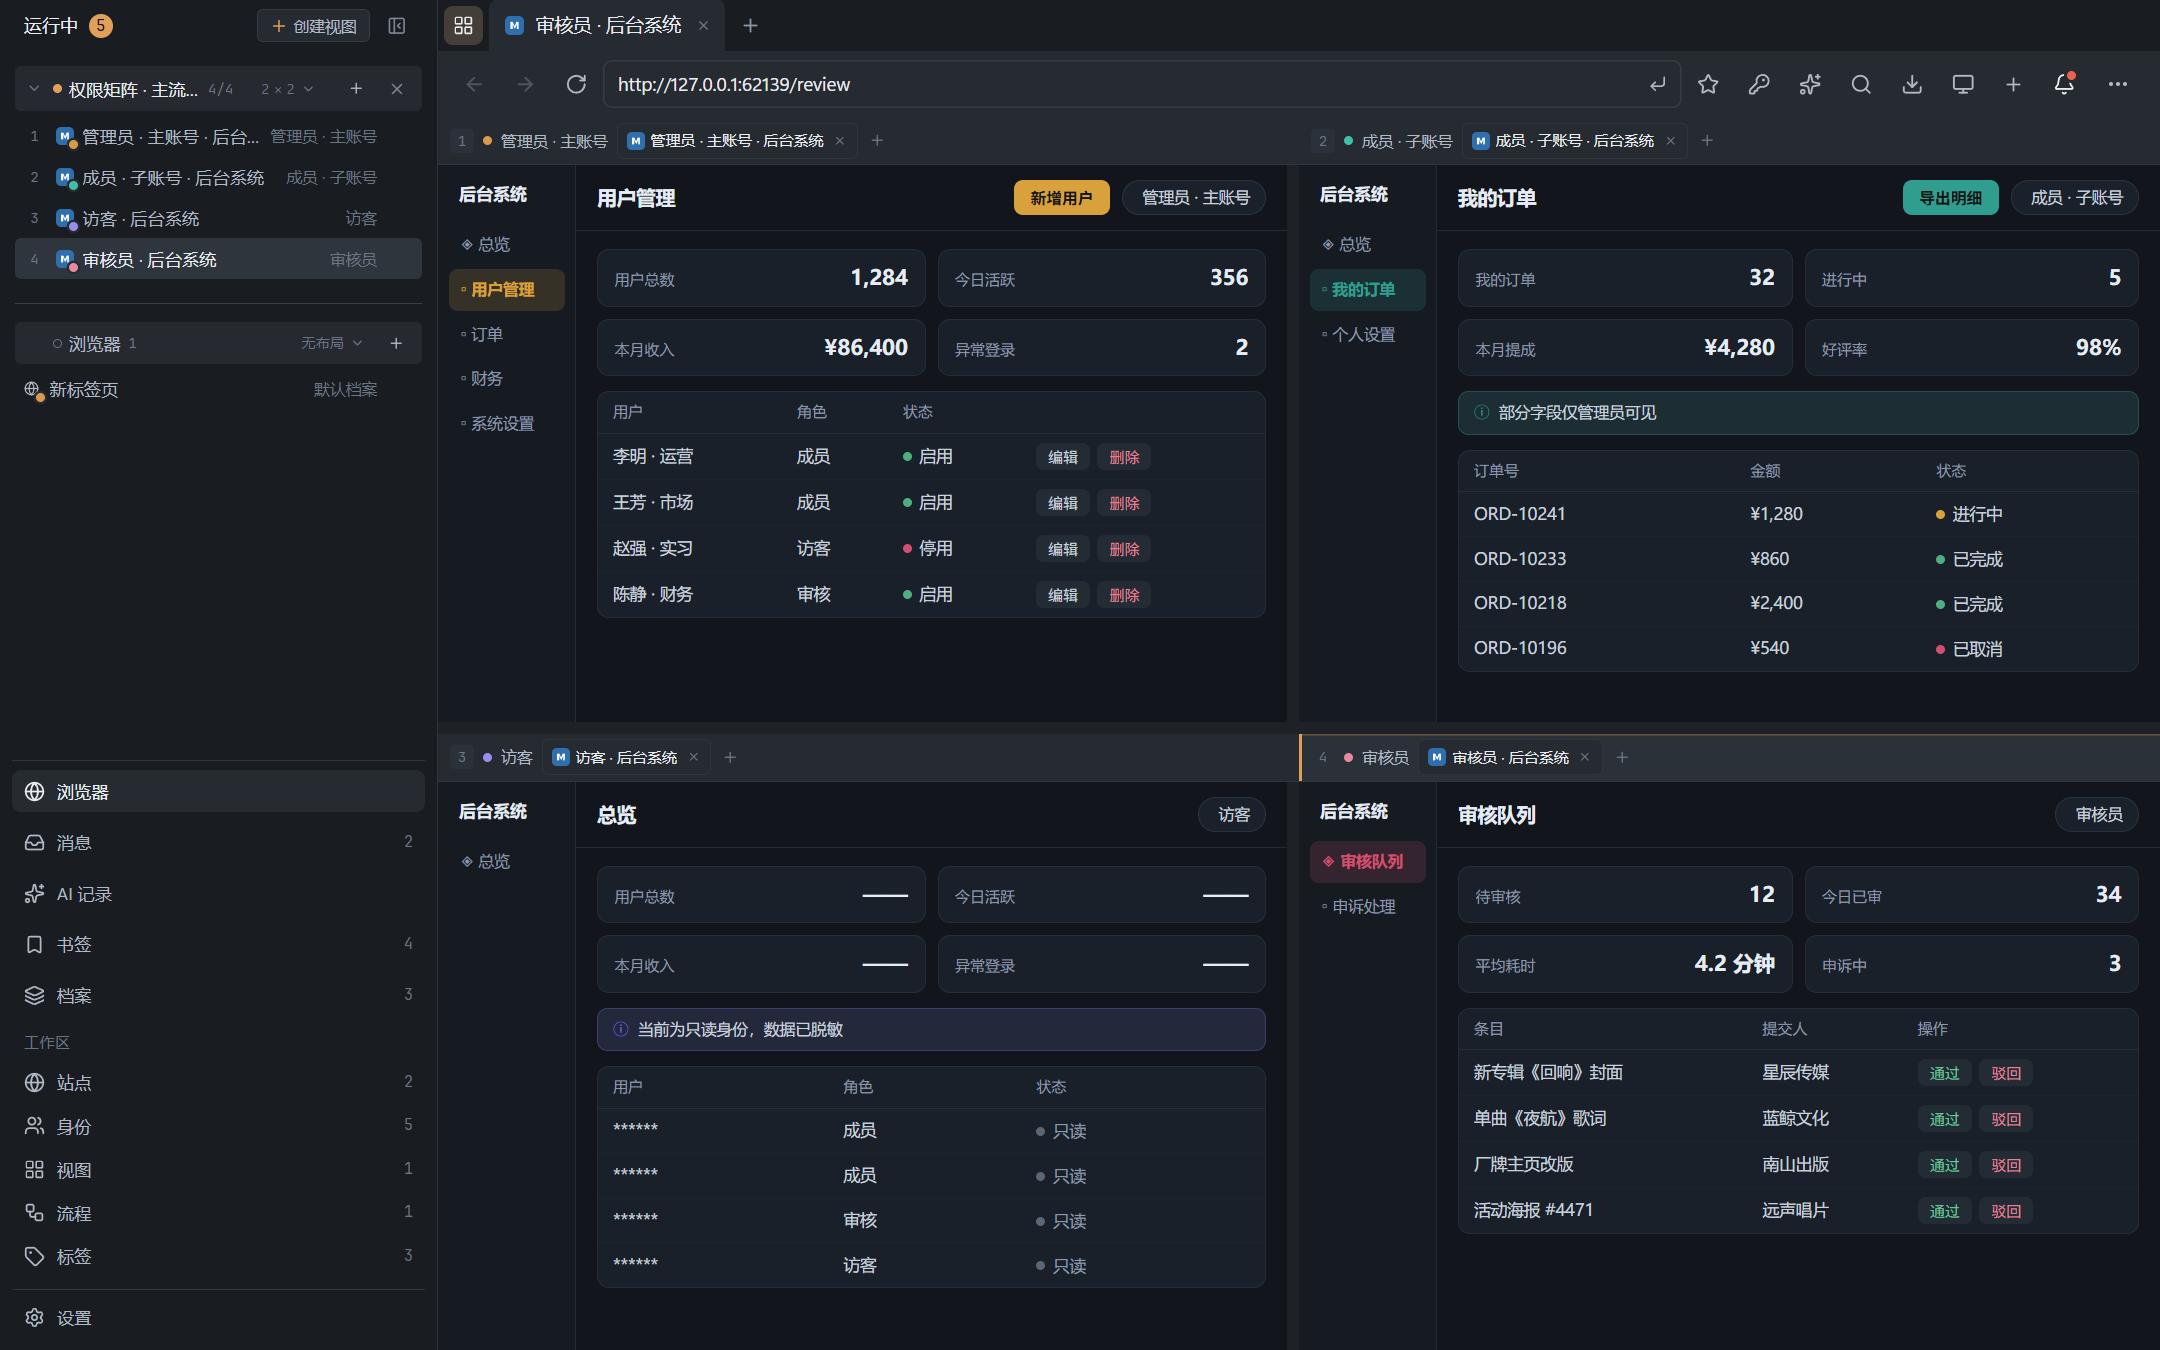 运行中 5 创建视图
权限矩阵 · 主流... 4/4 2 × 2
1 M 管理员 · 主账号 · 后台... 管理员 · 主账号
2 M 成员 · 子账号 · 后台系统 成员 · 子账号
3 M 访客 · 后台系统 访客
4 M 审核员 · 后台系统 审核员
浏览器 1 无布局
新标签页 默认档案
浏览器
消息 2
AI 记录
书签 4
档案 3
工作区
站点 2
身份 5
视图 1
流程 1
标签 3
设置
M 审核员 · 后台系统
http://127.0.0.1:62139/review
1 管理员 · 主账号 M 管理员 · 主账号 · 后台系统
后台系统
总览
用户管理
订单
财务
系统设置
用户管理 新增用户 管理员 · 主账号
用户总数 1,284 今日活跃 356
本月收入 ¥86,400 异常登录 2
用户 角色 状态
李明 · 运营 成员 启用 编辑 删除
王芳 · 市场 成员 启用 编辑 删除
赵强 · 实习 访客 停用 编辑 删除
陈静 · 财务 审核 启用 编辑 删除
2 成员 · 子账号 M 成员 · 子账号 · 后台系统
后台系统
总览
我的订单
个人设置
我的订单 导出明细 成员 · 子账号
我的订单 32 进行中 5
本月提成 ¥4,280 好评率 98%
部分字段仅管理员可见
订单号 金额 状态
ORD-10241 ¥1,280 进行中
ORD-10233 ¥860 已完成
ORD-10218 ¥2,400 已完成
ORD-10196 ¥540 已取消
3 访客 M 访客 · 后台系统
后台系统
总览
总览 访客
用户总数 —— 今日活跃 ——
本月收入 —— 异常登录 ——
当前为只读身份，数据已脱敏
用户 角色 状态
****** 成员 只读
****** 成员 只读
****** 审核 只读
****** 访客 只读
4 审核员 M 审核员 · 后台系统
后台系统
审核队列
申诉处理
审核队列 审核员
待审核 12 今日已审 34
平均耗时 4.2 分钟 申诉中 3
条目 提交人 操作
新专辑《回响》封面 星辰传媒 通过 驳回
单曲《夜航》歌词 蓝鲸文化 通过 驳回
厂牌主页改版 南山出版 通过 驳回
活动海报 #4471 远声唱片 通过 驳回